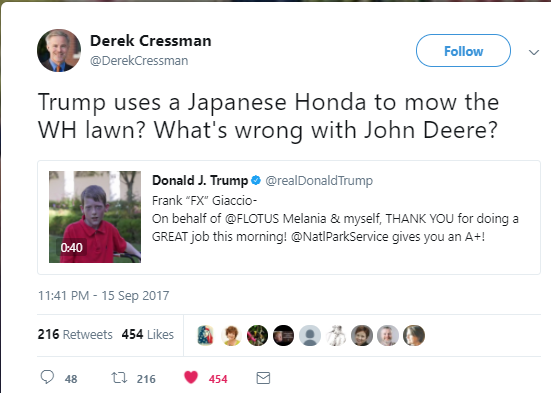 Derek Cressman
@DerekCressman
Follow
Trump uses a Japanese Honda to mow the
WH lawn? What's wrong with John Deere?
Donald J. Trump @realDonaldTrump
Frank “FX” Giaccio-
On behalf of @FLOTUS Melania & myself, THANK YOU for doing a
GREAT job this morning! @NatlParkService gives you an A+!
0:40
11:41 PM - 15 Sep 2017
216 Retweets 454 Likes
48 216 454